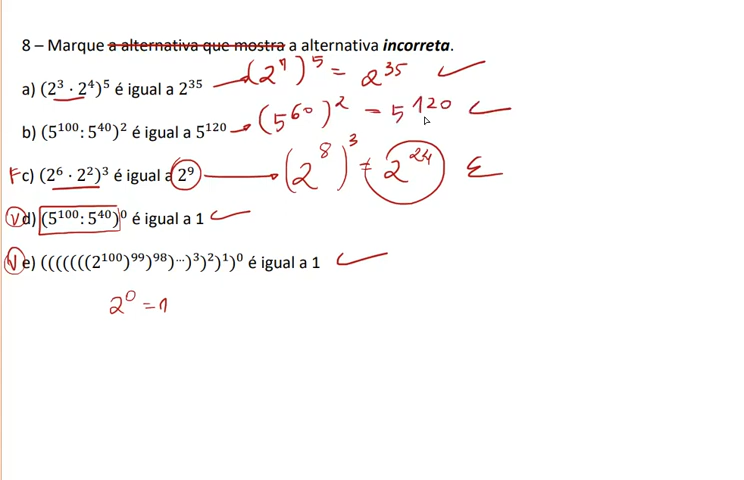 8 – Marque a alternativa que mostra a alternativa incorreta.
a) (2³ · 2⁴)⁵ é igual a 2³⁵ (2⁷)⁵ = 2³⁵
b) (5¹⁰⁰: 5⁴⁰)² é igual a 5¹²⁰ (5⁶⁰)² = 5¹²⁰
F c) (2⁶ · 2²)³ é igual a 2⁹ (2⁸)³ = 2²⁴ E
V d) (5¹⁰⁰: 5⁴⁰)⁰ é igual a 1
V e) (((((((2¹⁰⁰)⁹⁹)⁹⁸)^…)³)²)¹)⁰ é igual a 1
2⁰ = 1